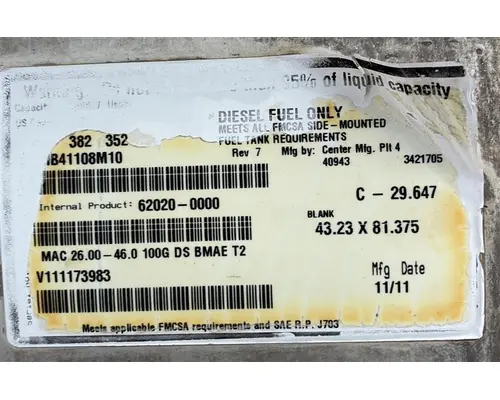 35% of liquid capacity
Capacit
DIESEL FUEL ONLY
MEETS ALL FMCSA SIDE-MOUNTED
FUEL TANK REQUIREMENTS
382 352
Rev 7 Mfg by: Center Mfg. Plt 4
B41108M10 40943 3421705
Internal Product: 62020-0000 C - 29.647
BLANK
43.23 X 81.375
MAC 26.00-46.0 100G DS BMAE T2
V111173983
Mfg Date
11/11
Meets applicable FMCSA requirements and SAE R.P. J703